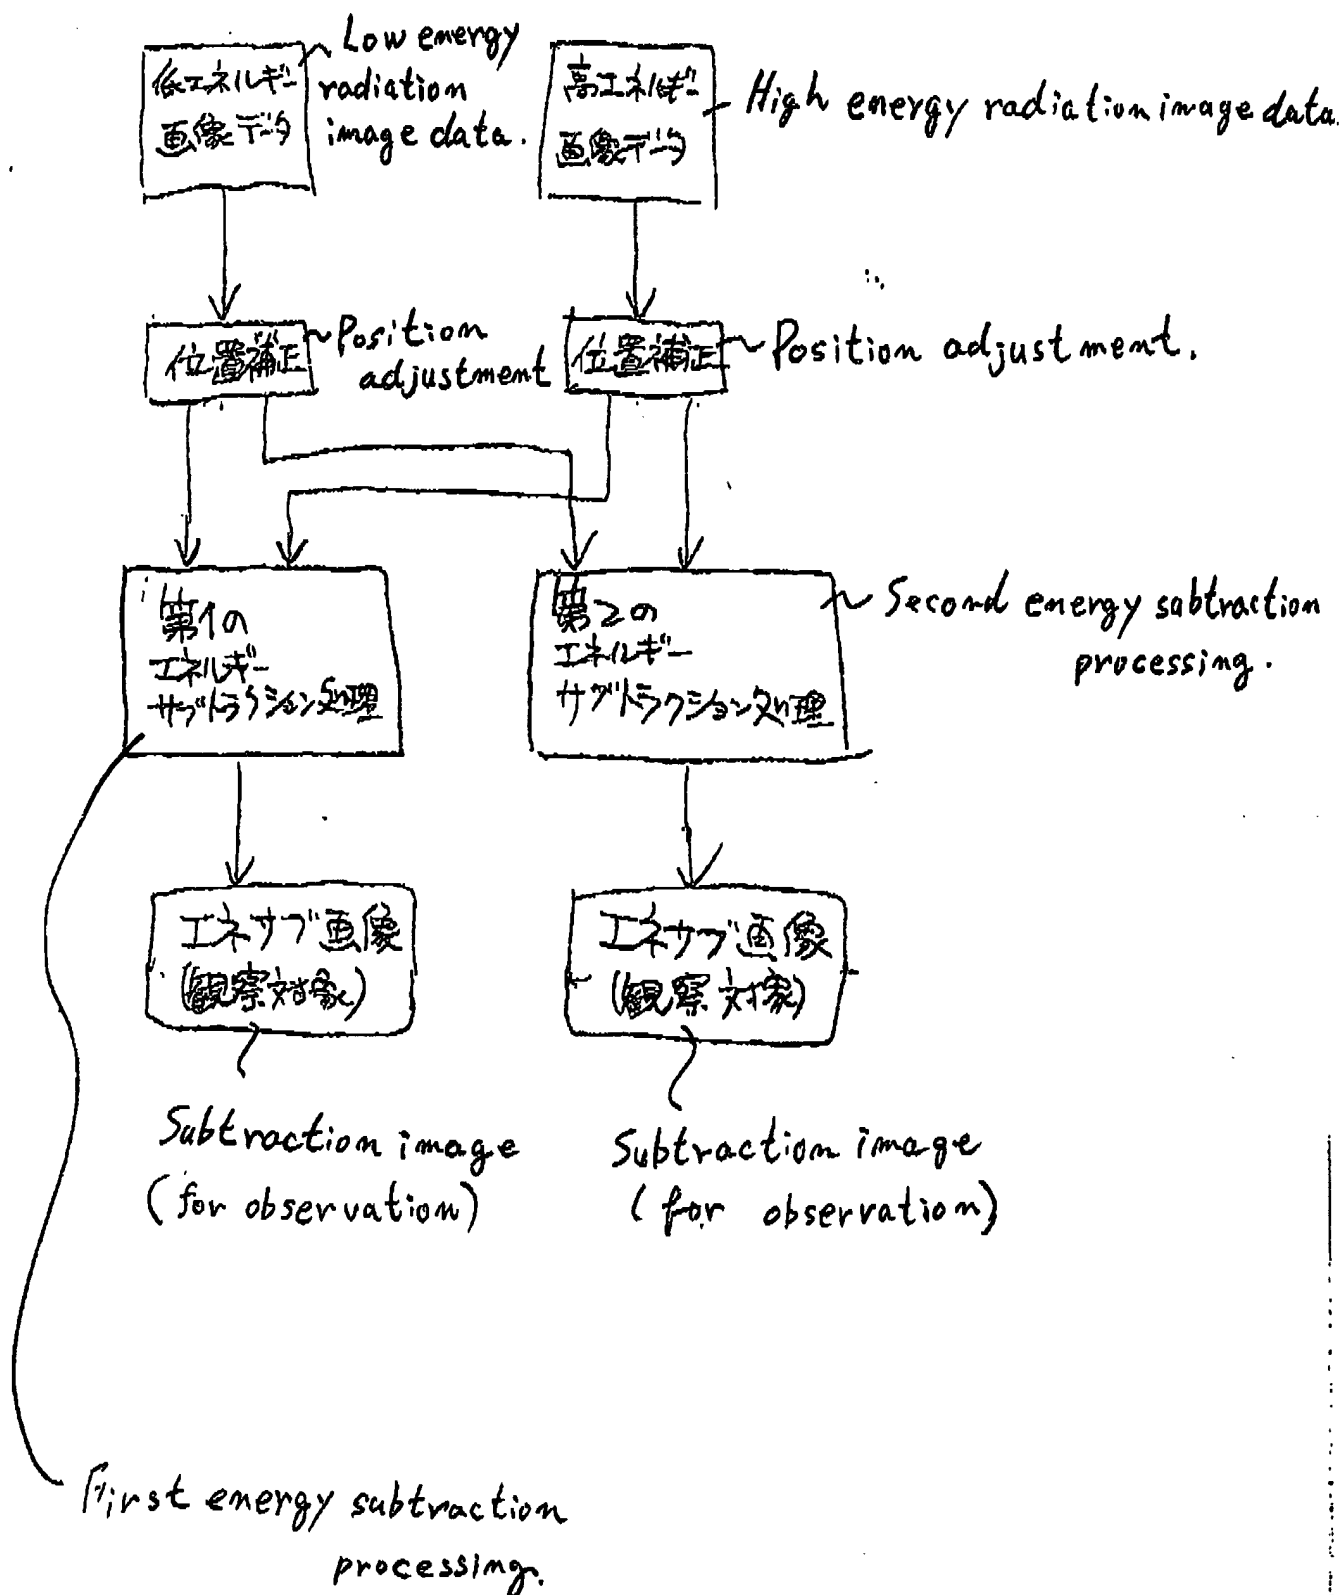 低エネルギー
画像データ
Low energy
radiation
image data.
高エネルギー
画像データ
High energy radiation image data.
位置補正
Position
adjustment
位置補正
Position adjustment.
第1の
エネルギー
サブトラクション処理
第2の
エネルギー
サブトラクション処理
Second energy subtraction
processing.
エネサブ画像
(観察対象)
エネサブ画像
(観察対象)
Subtraction image
(for observation)
Subtraction image
(for observation)
First energy subtraction
processing.